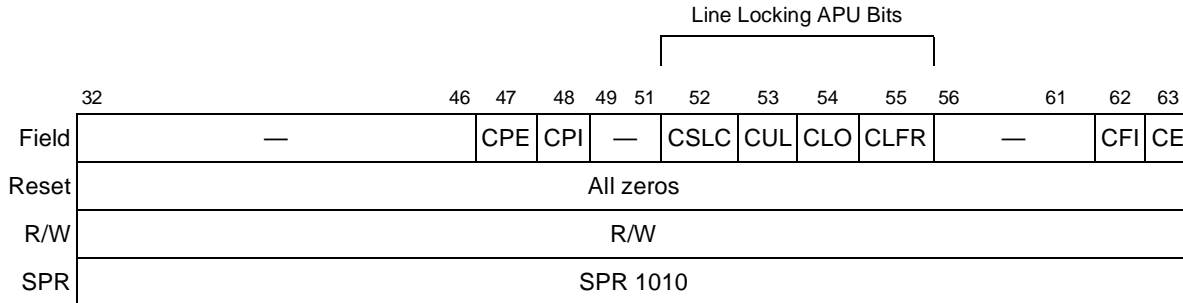 Line Locking APU Bits
32 46 47 48 49 51 52 53 54 55 56 61 62 63
Field — CPE CPI — CSLC CUL CLO CLFR — CFI CE
Reset All zeros
R/W R/W
SPR SPR 1010